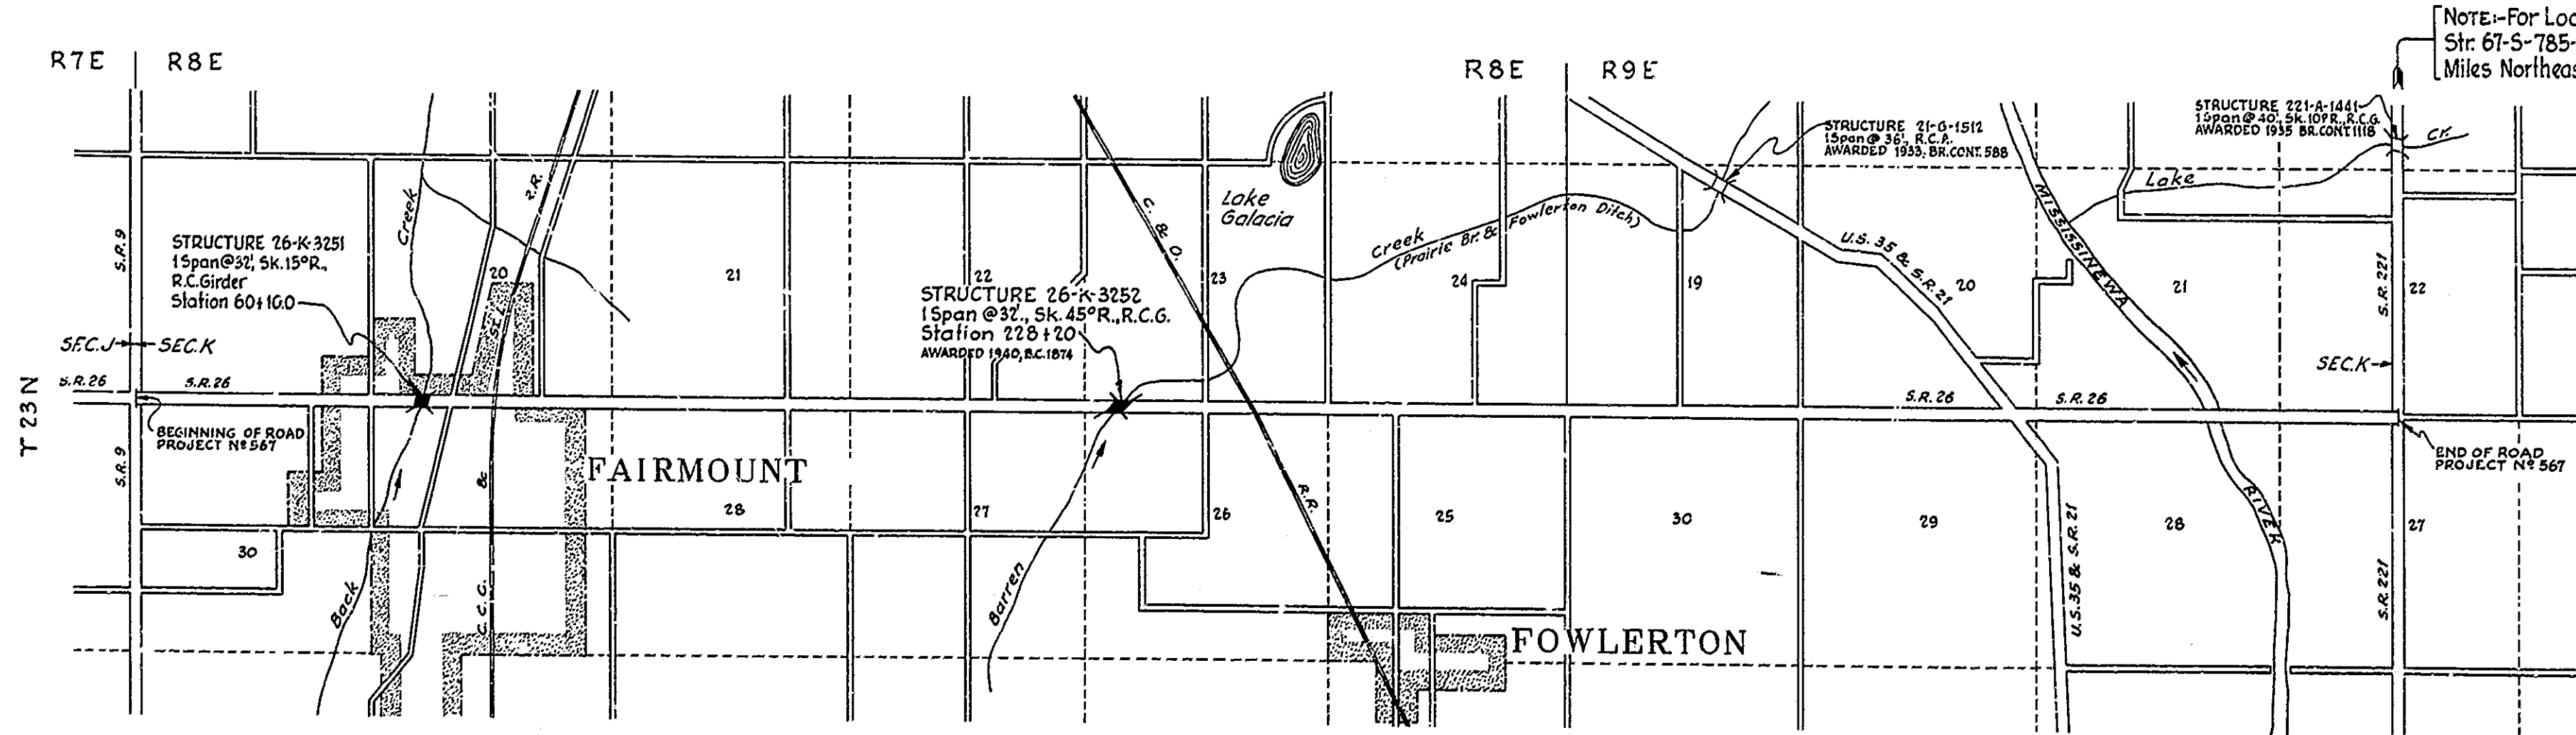 R7E R8E
R8E R9E
NOTE:-For Loc
Str. 67-S-785-
Miles Northeas
STRUCTURE 221-A-1441
1 Span @ 40', Sk. 10° R., R.C.G.
AWARDED 1935 BR.CONT. 1118
Cr.
STRUCTURE 21-G-1512
1 Span @ 36', R.C.A.
AWARDED 1933, BR.CONT. 588
Lake
MISSISSINEWA
Lake
Galacia
Creek
(Prairie Br. & Fowlerton Ditch)
C. & O.
U.S. 35 & S.R. 21
S.R. 9
Creek
STRUCTURE 26-K-3251
1 Span @ 32', Sk. 15° R.,
R.C. Girder
Station 60+16.0
20
21
22
23
24
19
20
21
22
S.R. 221
STRUCTURE 26-K-3252
1 Span @ 32', Sk. 45° R., R.C.G.
Station 228+20
AWARDED 1940, B.C. 1874
SEC.J SEC.K
SEC.K
T 23 N
S.R. 26
S.R. 26
S.R. 26
S.R. 26
BEGINNING OF ROAD
PROJECT Nº 567
S.R. 9
END OF ROAD
PROJECT Nº 567
FAIRMOUNT
&
R.R.
RIVER
30
28
27
26
25
30
29
28
27
Back
C.C.C.
Barren
U.S. 35 & S.R. 21
S.R. 221
FOWLERTON